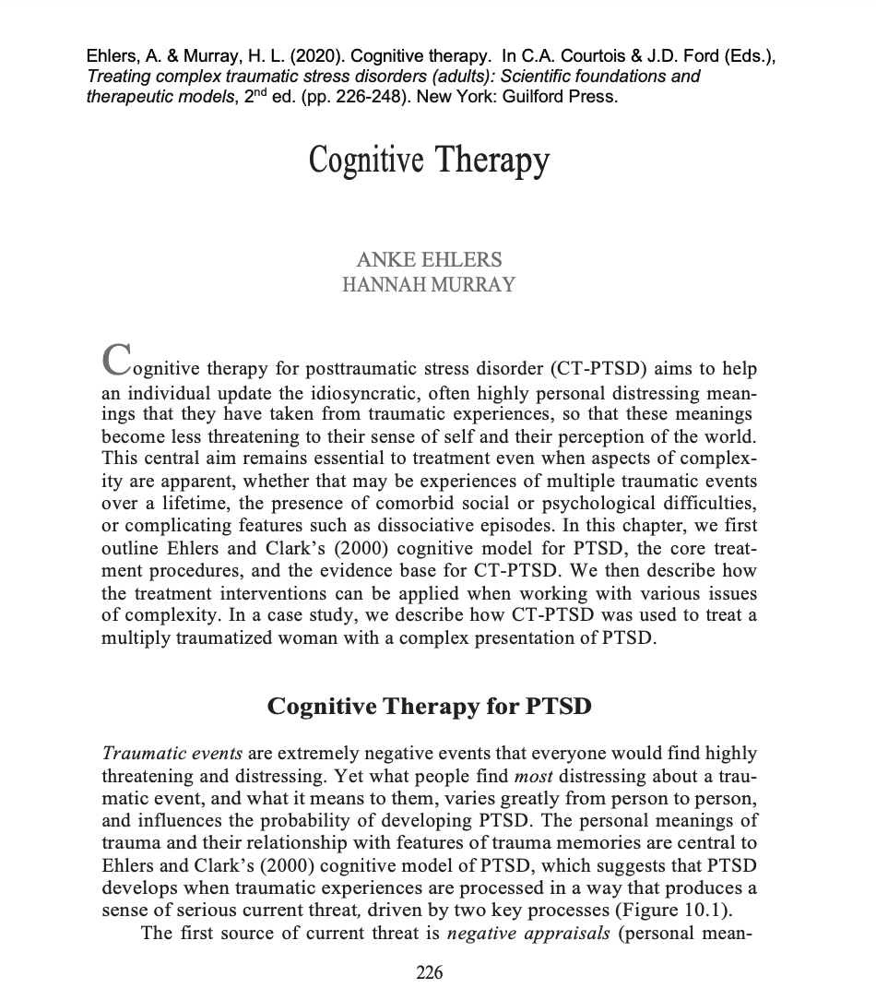 Ehlers, A. & Murray, H. L. (2020). Cognitive therapy.  In C.A. Courtois & J.D. Ford (Eds.),
Treating complex traumatic stress disorders (adults): Scientific foundations and
therapeutic models, 2nd ed. (pp. 226-248). New York: Guilford Press.
Cognitive Therapy
ANKE EHLERS
HANNAH MURRAY
Cognitive therapy for posttraumatic stress disorder (CT-PTSD) aims to help
an individual update the idiosyncratic, often highly personal distressing mean-
ings that they have taken from traumatic experiences, so that these meanings
become less threatening to their sense of self and their perception of the world.
This central aim remains essential to treatment even when aspects of complex-
ity are apparent, whether that may be experiences of multiple traumatic events
over a lifetime, the presence of comorbid social or psychological difficulties,
or complicating features such as dissociative episodes. In this chapter, we first
outline Ehlers and Clark's (2000) cognitive model for PTSD, the core treat-
ment procedures, and the evidence base for CT-PTSD. We then describe how
the treatment interventions can be applied when working with various issues
of complexity. In a case study, we describe how CT-PTSD was used to treat a
multiply traumatized woman with a complex presentation of PTSD.
Cognitive Therapy for PTSD
Traumatic events are extremely negative events that everyone would find highly
threatening and distressing. Yet what people find most distressing about a trau-
matic event, and what it means to them, varies greatly from person to person,
and influences the probability of developing PTSD. The personal meanings of
trauma and their relationship with features of trauma memories are central to
Ehlers and Clark's (2000) cognitive model of PTSD, which suggests that PTSD
develops when traumatic experiences are processed in a way that produces a
sense of serious current threat, driven by two key processes (Figure 10.1).
The first source of current threat is negative appraisals (personal mean-
226